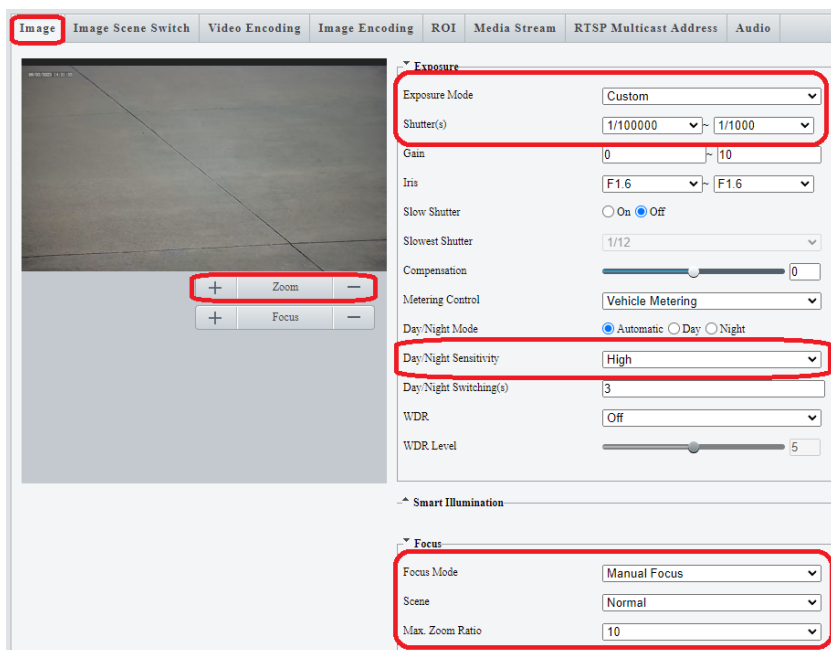 Image Image Scene Switch Video Encoding Image Encoding ROI Media Stream RTSP Multicast Address Audio
Exposure
Exposure Mode Custom
Shutter(s) 1/100000 ~ 1/1000
Gain 0 ~ 10
Iris F1.6 ~ F1.6
Slow Shutter On Off
Slowest Shutter 1/12
Compensation 0
+ Zoom −
Metering Control Vehicle Metering
+ Focus −
Day/Night Mode Automatic Day Night
Day/Night Sensitivity High
Day/Night Switching(s) 3
WDR Off
WDR Level 5
Smart Illumination
Focus
Focus Mode Manual Focus
Scene Normal
Max. Zoom Ratio 10